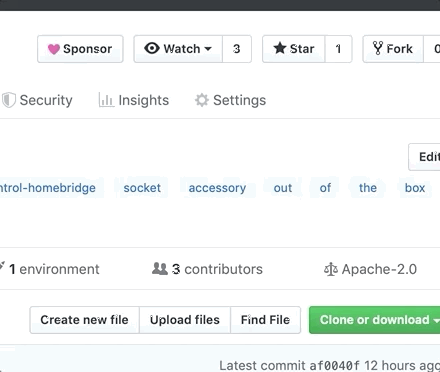 Sponsor Watch 3 Star 1 Fork 0
Security Insights Settings
Edit
ntrol-homebridge socket accessory out of the box
1 environment 3 contributors Apache-2.0
Create new file Upload files Find File Clone or download
Latest commit af0040f 12 hours ago